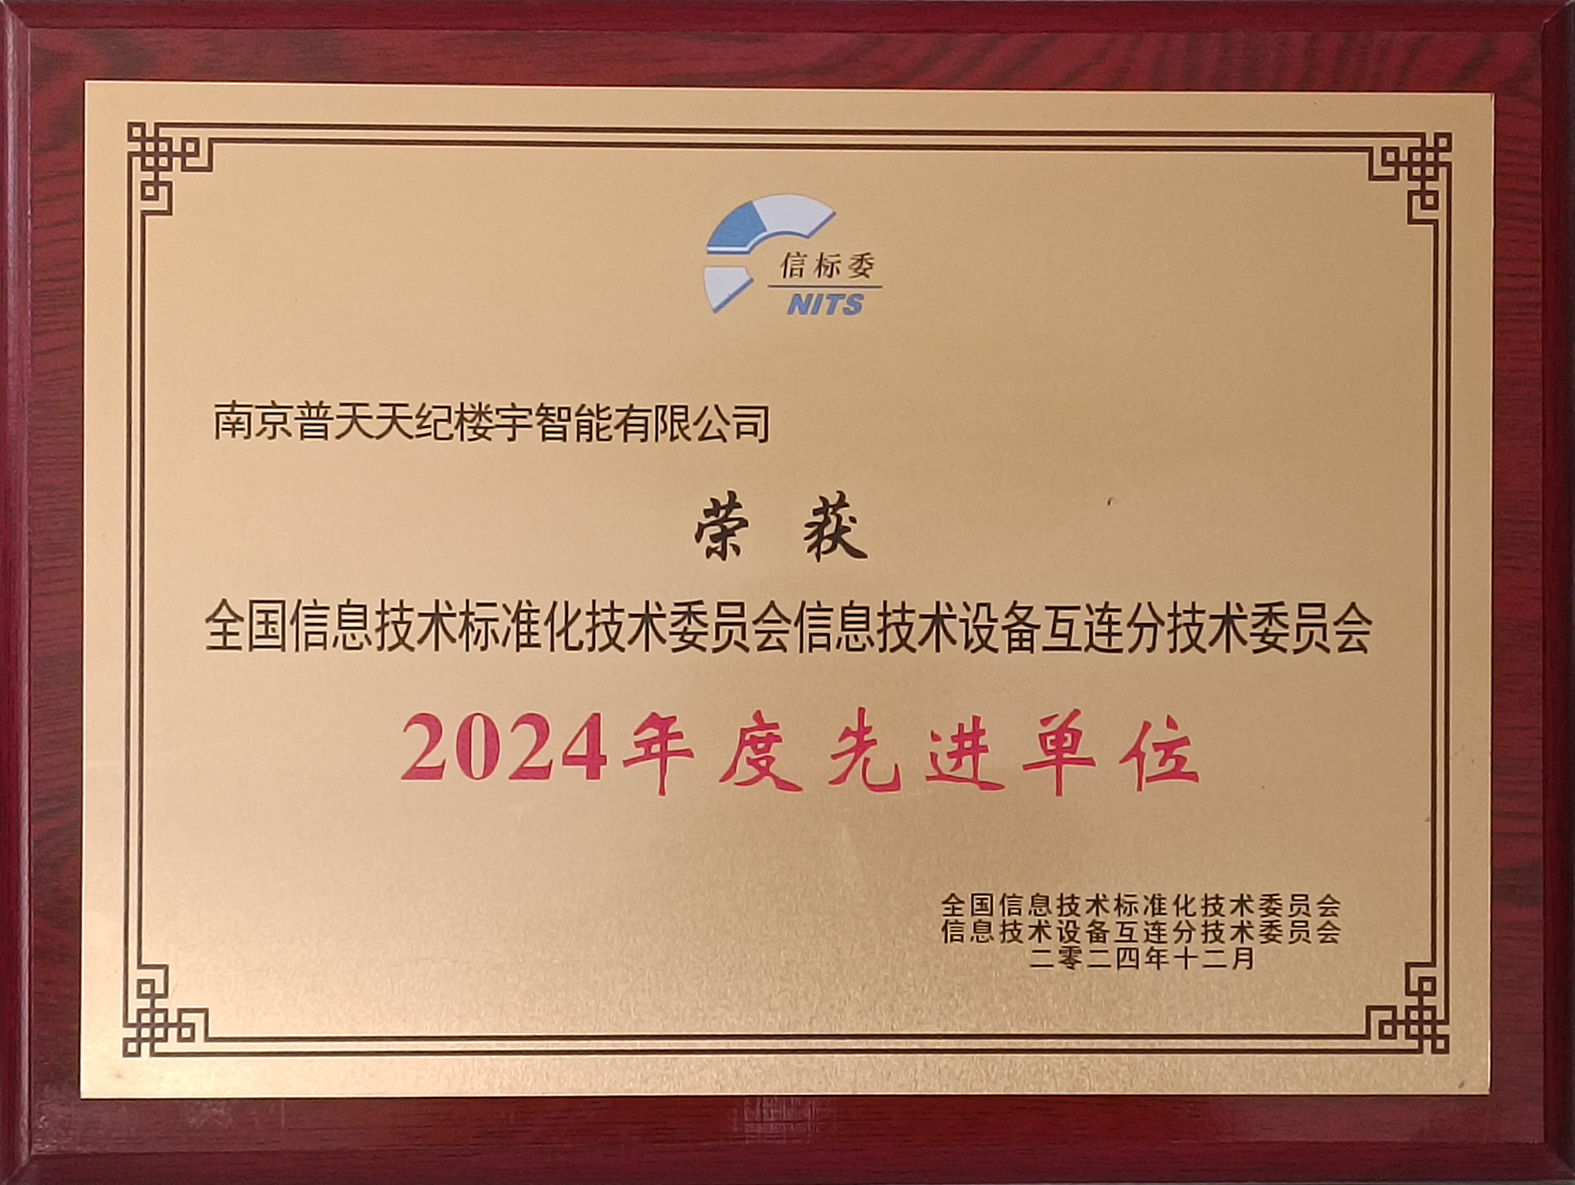 信标委
NITS
南京普天天纪楼宇智能有限公司
荣 获
全国信息技术标准化技术委员会信息技术设备互连分技术委员会
2024年度先进单位
全国信息技术标准化技术委员会
信息技术设备互连分技术委员会
二零二四年十二月